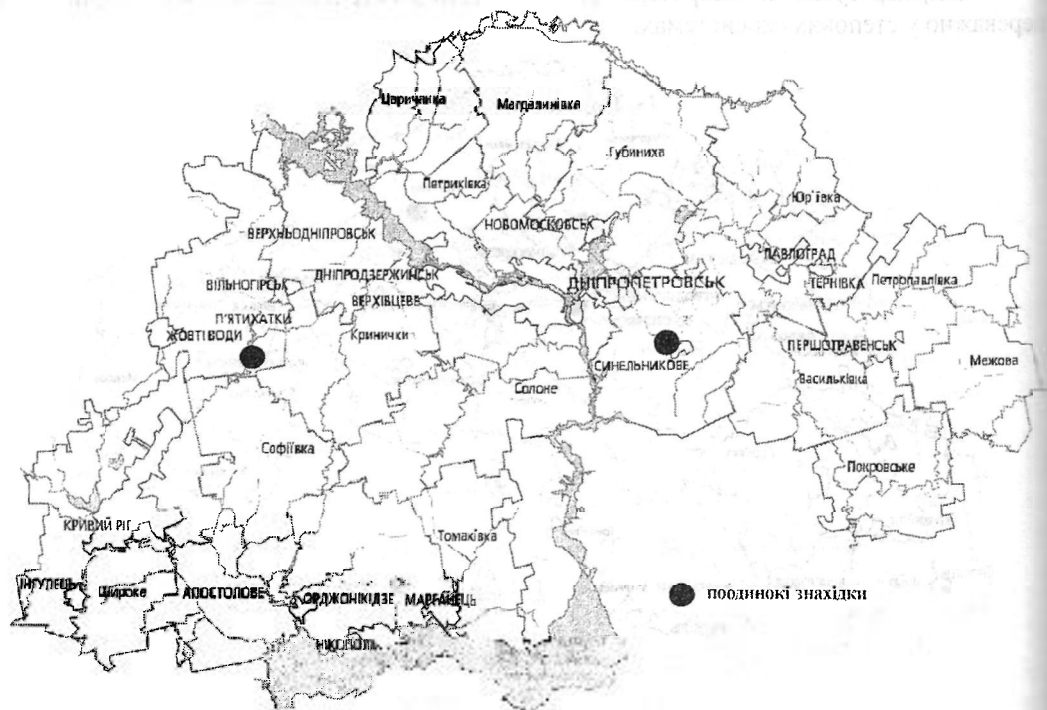 Царичанка
Магдалинівка
Губиниха
Петриківка
Юр'ївка
НОВОМОСКОВСЬК
ВЕРХНЬОДНІПРОВСЬК
ПАВЛОГРАД
ДНІПРОДЗЕРЖИНСЬК
ДНІПРОПЕТРОВСЬК
ТЕРНІВКА
Петропавлівка
ВІЛЬНОГІРСЬК
ВЕРХІВЦЕВЕ
П'ЯТИХАТКИ
ЖОВТІ ВОДИ
Кринички
ПЕРШОТРАВЕНСЬК
СИНЕЛЬНИКОВЕ
Межова
Солоне
Васильківка
Софіївка
Покровське
КРИВИЙ РІГ
Томаківка
ІНГУЛЕЦЬ
Широке
АПОСТОЛОВЕ
ОРДЖОНІКІДЗЕ
МАРГАНЕЦЬ
поодинокі знахідки
НІКОПОЛЬ